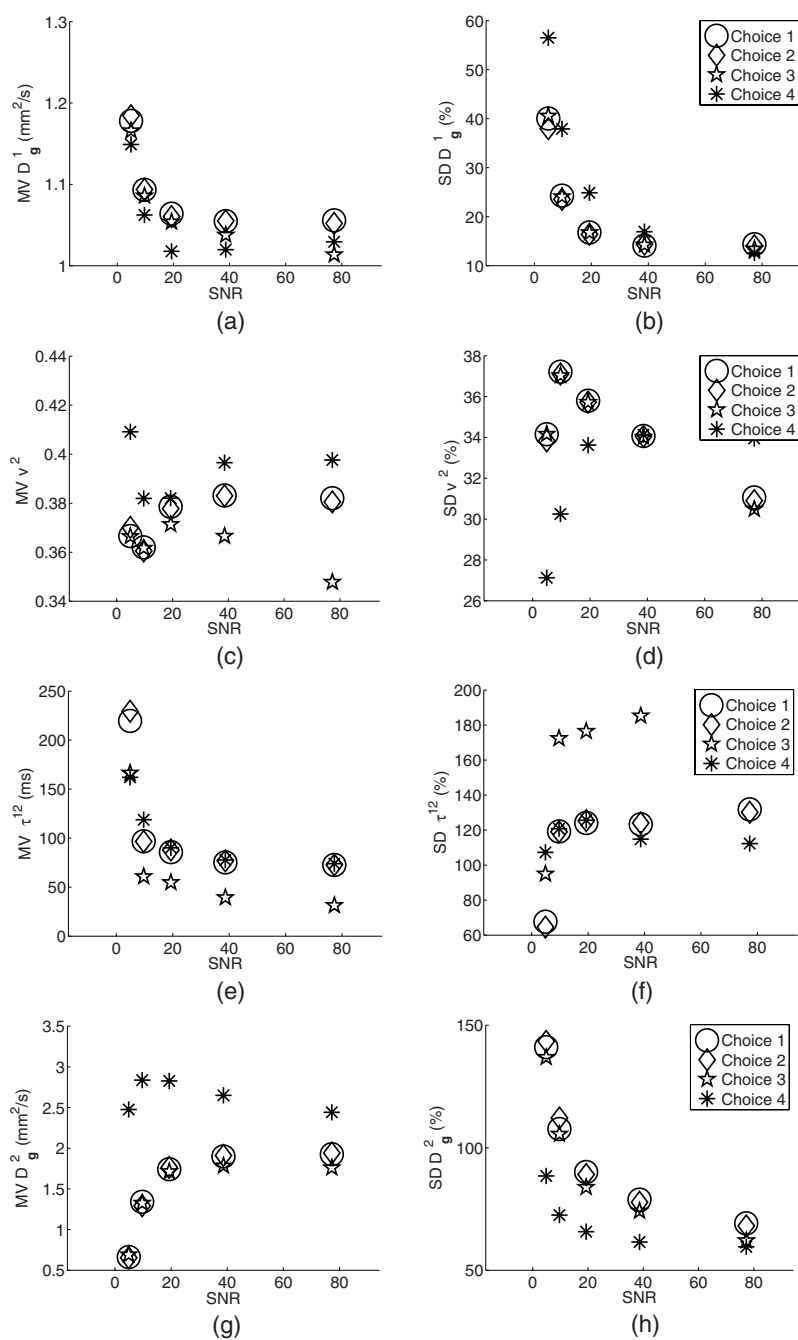 1.3
1.2
1.1
1
MV D¹g (mm²/s)
0 20 40 60 80
SNR
(a)
60
50
40
30
20
10
SD D¹g (%)
0 20 40 60 80
SNR
Choice 1
Choice 2
Choice 3
Choice 4
(b)
0.44
0.42
0.4
0.38
0.36
0.34
MV v²
0 20 40 60 80
SNR
(c)
38
36
34
32
30
28
26
SD v² (%)
0 20 40 60 80
SNR
Choice 1
Choice 2
Choice 3
Choice 4
(d)
250
200
150
100
50
0
MV τ¹² (ms)
0 20 40 60 80
SNR
(e)
200
180
160
140
120
100
80
60
SD τ¹² (%)
0 20 40 60 80
SNR
Choice 1
Choice 2
Choice 3
Choice 4
(f)
3.5
3
2.5
2
1.5
1
0.5
MV D²g (mm²/s)
0 20 40 60 80
SNR
(g)
150
100
50
SD D²g (%)
0 20 40 60 80
SNR
Choice 1
Choice 2
Choice 3
Choice 4
(h)